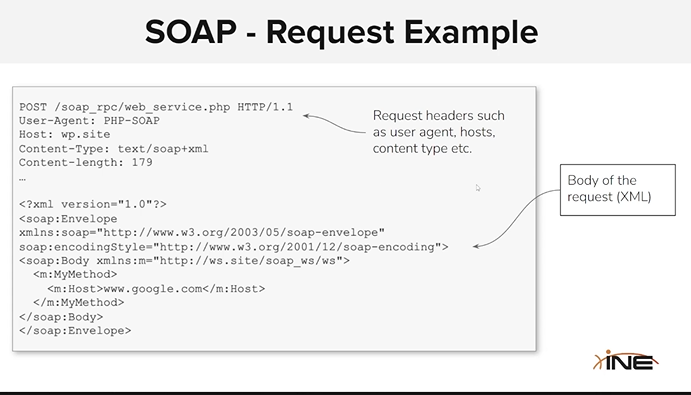 SOAP - Request Example
POST /soap_rpc/web_service.php HTTP/1.1
User-Agent: PHP-SOAP
Host: wp.site
Content-Type: text/soap+xml
Content-length: 179
…
<?xml version="1.0"?>
<soap:Envelope
xmlns:soap="http://www.w3.org/2003/05/soap-envelope"
soap:encodingStyle="http://www.w3.org/2001/12/soap-encoding">
<soap:Body xmlns:m="http://ws.site/soap_ws/ws">
  <m:MyMethod>
    <m:Host>www.google.com</m:Host>
  </m:MyMethod>
</soap:Body>
</soap:Envelope>
Request headers such
as user agent, hosts,
content type etc.
Body of the
request (XML)
INE